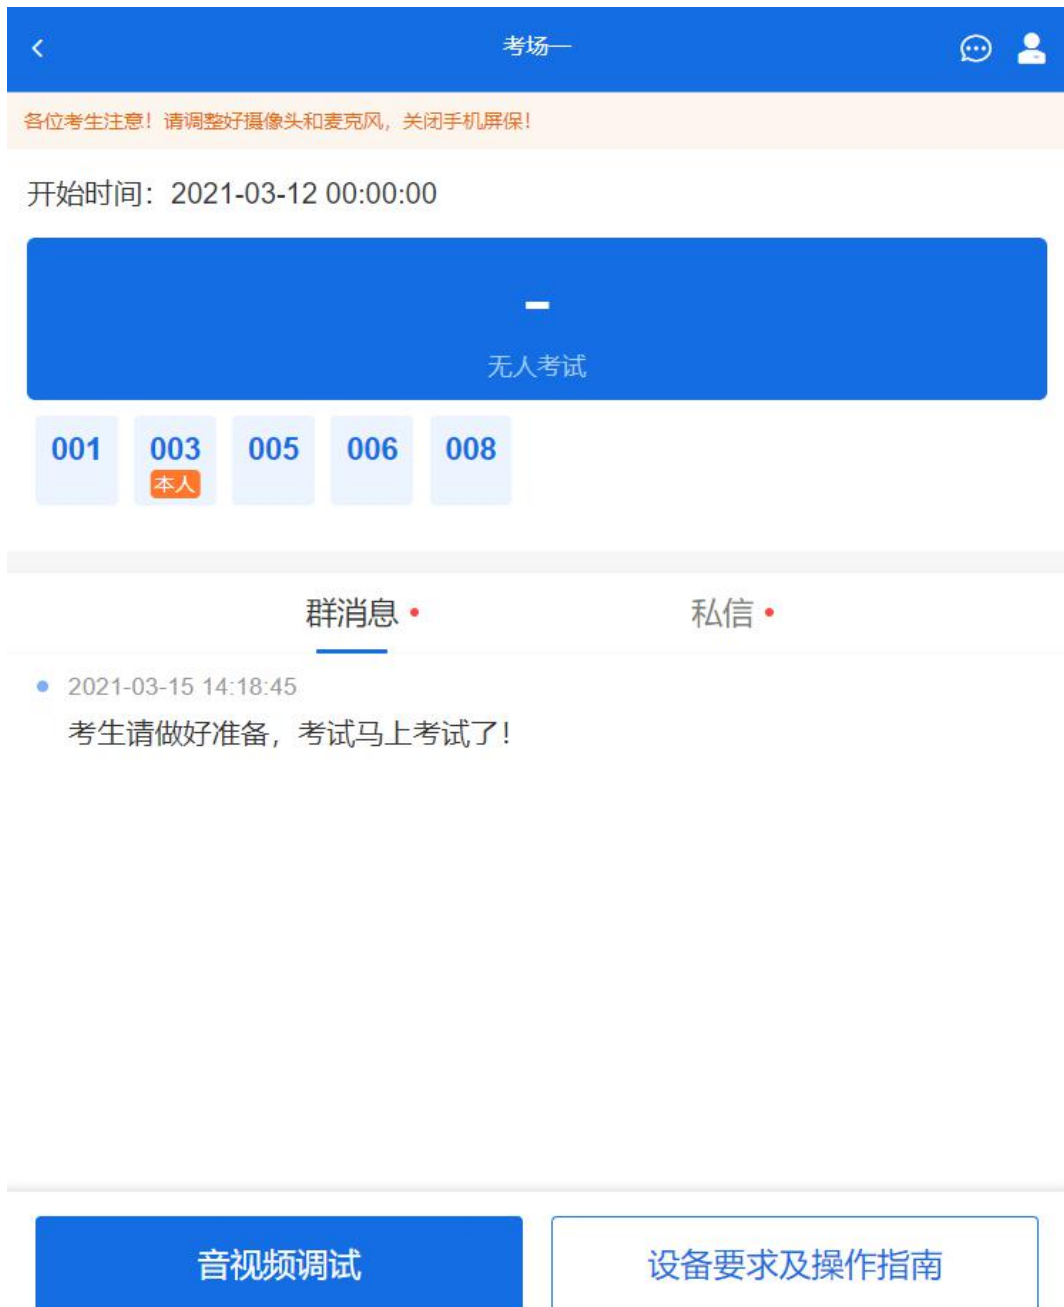 考场一
各位考生注意！请调整好摄像头和麦克风，关闭手机屏保！
开始时间：2021-03-12 00:00:00
-
无人考试
001 003 005 006 008
本人
群消息 私信
2021-03-15 14:18:45
考生请做好准备，考试马上考试了！
音视频调试 设备要求及操作指南